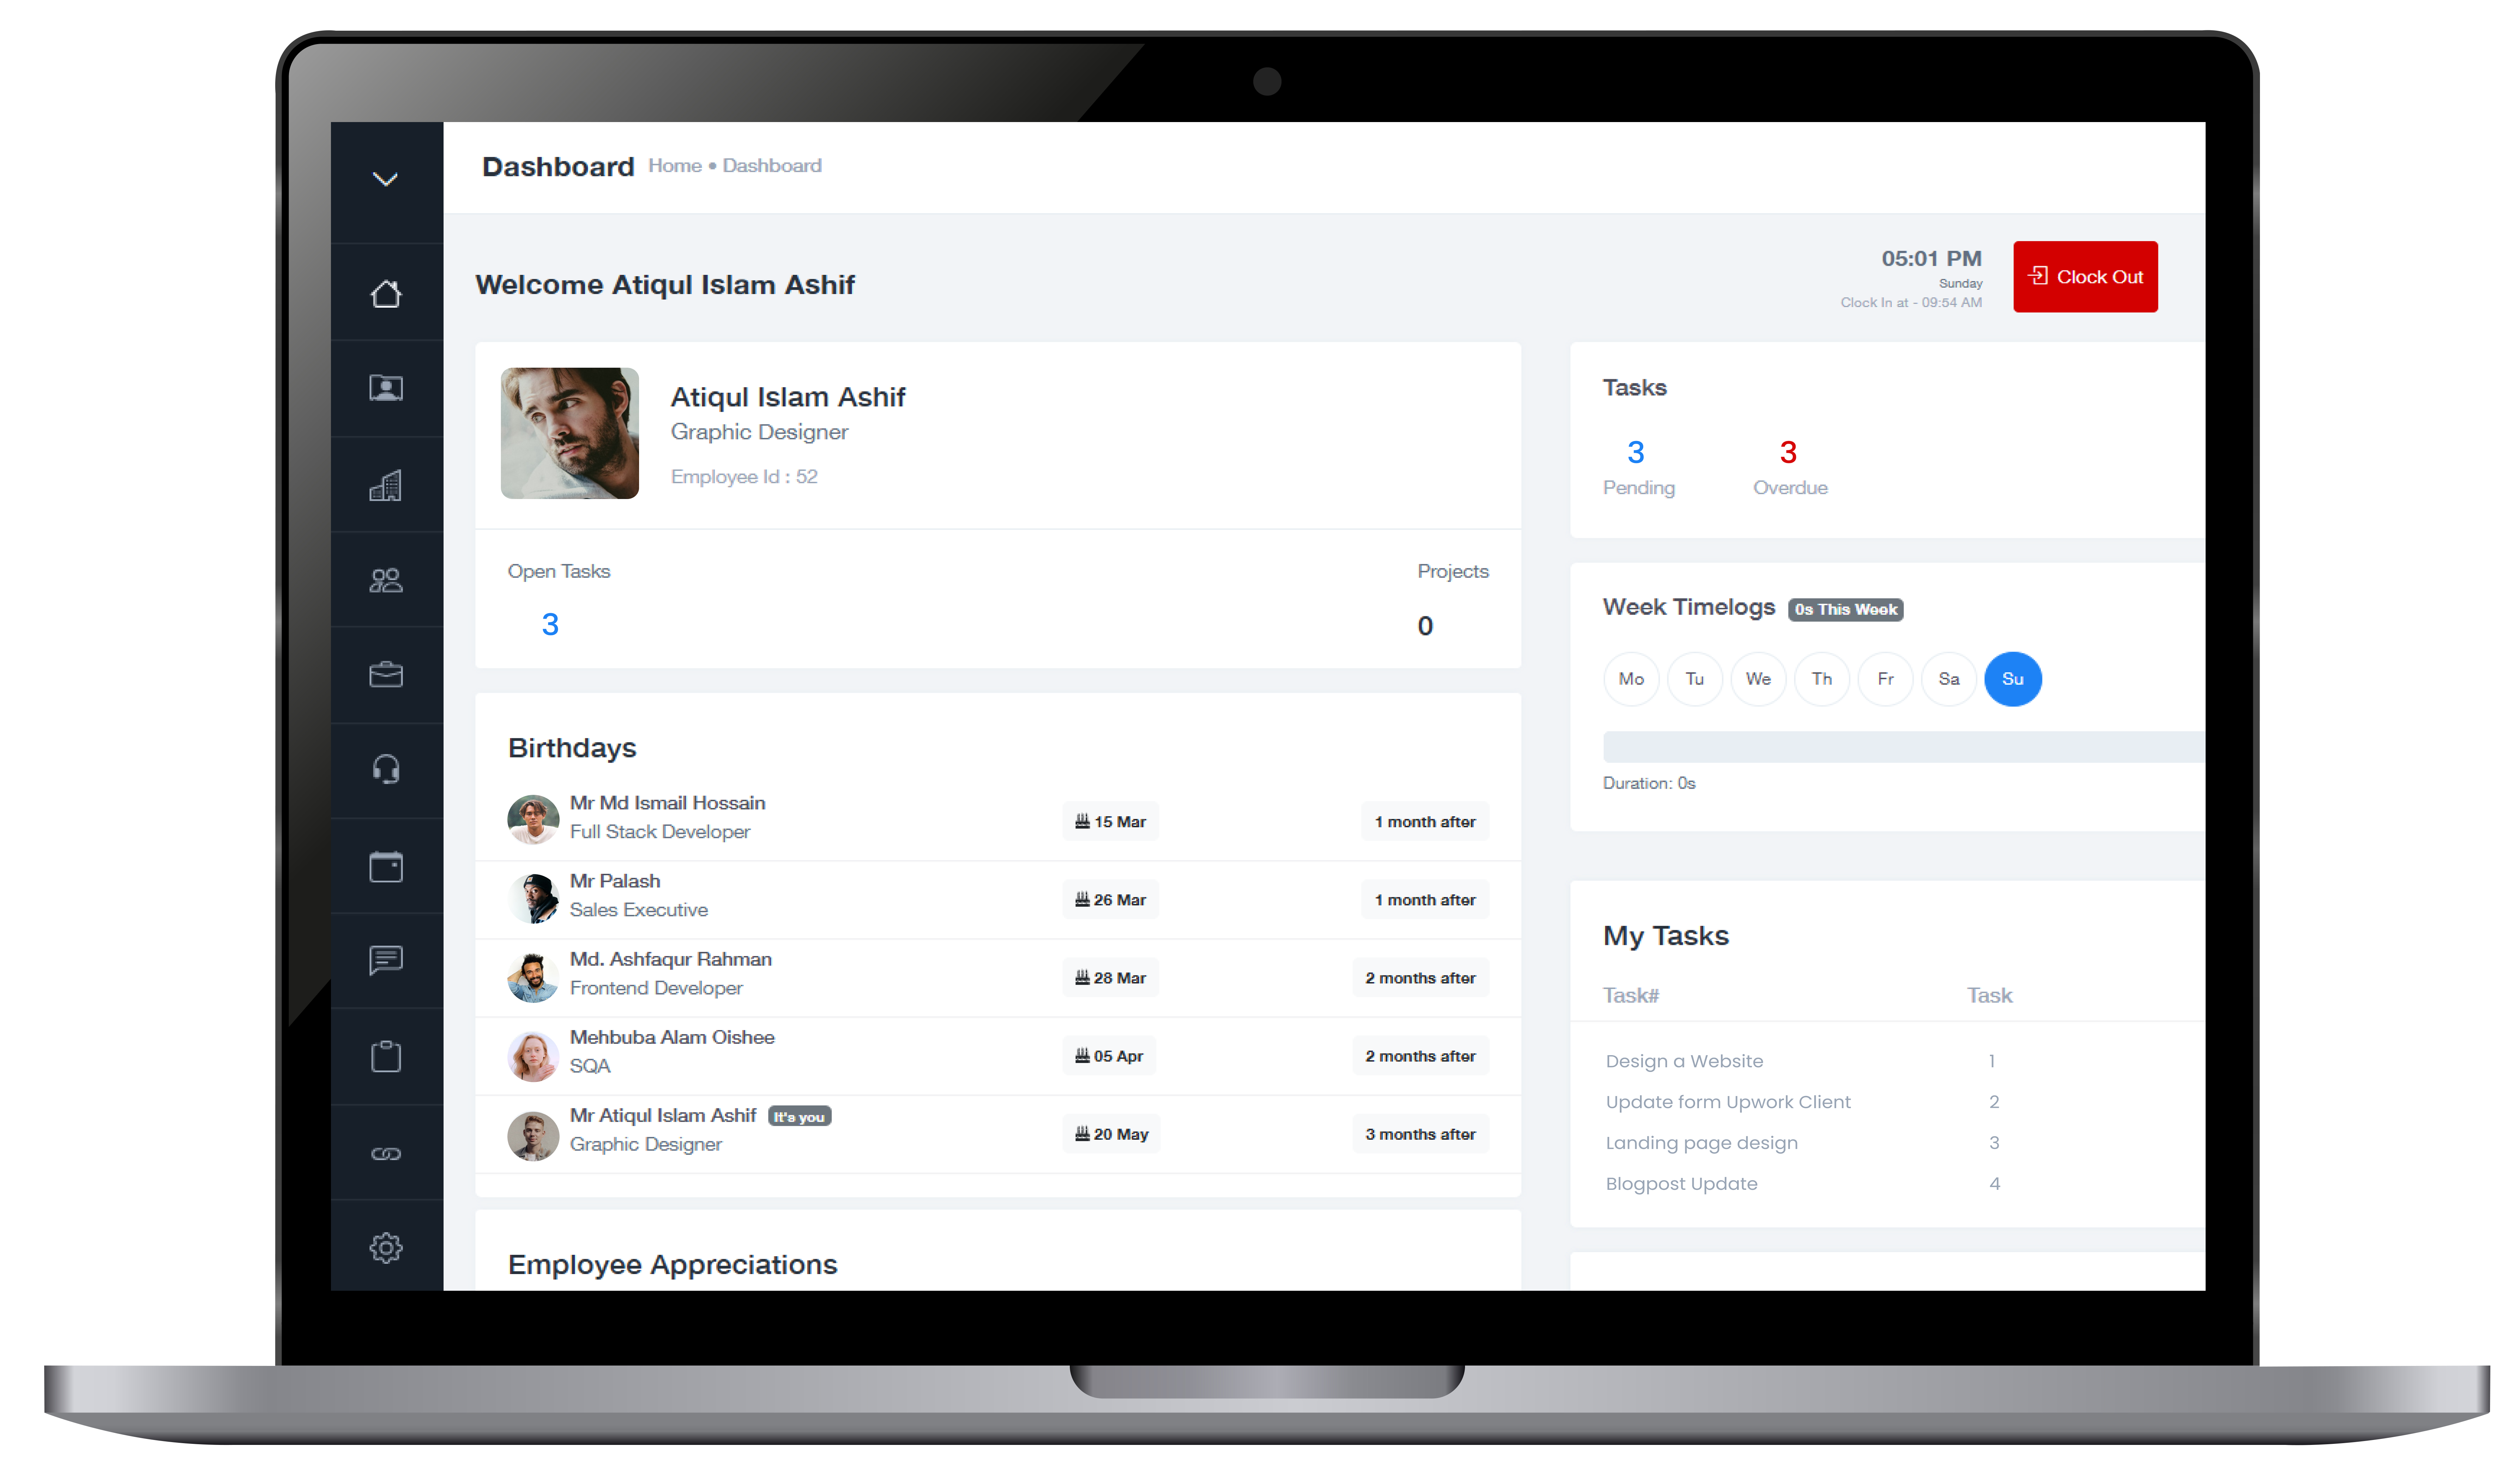 Dashboard Home • Dashboard
Welcome Atiqul Islam Ashif
05:01 PM
Sunday
Clock In at - 09:54 AM
Clock Out
Atiqul Islam Ashif
Graphic Designer
Employee Id : 52
Open Tasks Projects
3 0
Birthdays
Mr Md Ismail Hossain
Full Stack Developer
15 Mar 1 month after
Mr Palash
Sales Executive
26 Mar 1 month after
Md. Ashfaqur Rahman
Frontend Developer
28 Mar 2 months after
Mehbuba Alam Oishee
SQA
05 Apr 2 months after
Mr Atiqul Islam Ashif It's you
Graphic Designer
20 May 3 months after
Employee Appreciations
Tasks
3 3
Pending Overdue
Week Timelogs 0s This Week
Mo Tu We Th Fr Sa Su
Duration: 0s
My Tasks
Task# Task
Design a Website 1
Update form Upwork Client 2
Landing page design 3
Blogpost Update 4